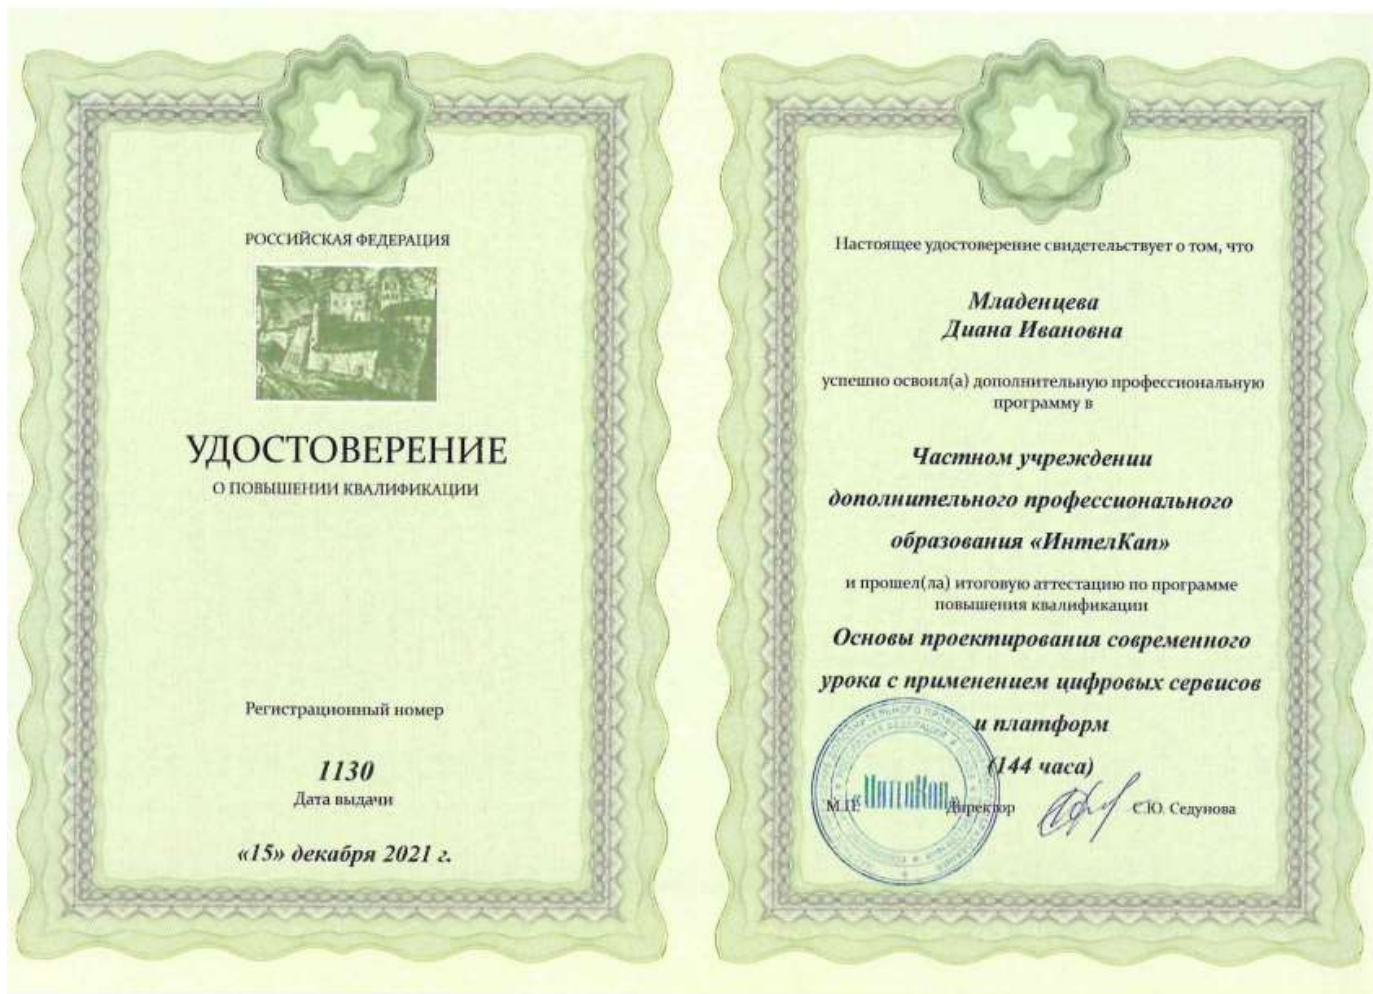 РОССИЙСКАЯ ФЕДЕРАЦИЯ
УДОСТОВЕРЕНИЕ
О ПОВЫШЕНИИ КВАЛИФИКАЦИИ
Регистрационный номер
1130
Дата выдачи
«15» декабря 2021 г.
Настоящее удостоверение свидетельствует о том, что
Младенцева
Диана Ивановна
успешно освоил(а) дополнительную профессиональную
программу в
Частном учреждении
дополнительного профессионального
образования «ИнтелКап»
и прошел(ла) итоговую аттестацию по программе
повышения квалификации
Основы проектирования современного
урока с применением цифровых сервисов
и платформ
(144 часа)
М.П. «ИнтелКап» Директор С.Ю. Седунова